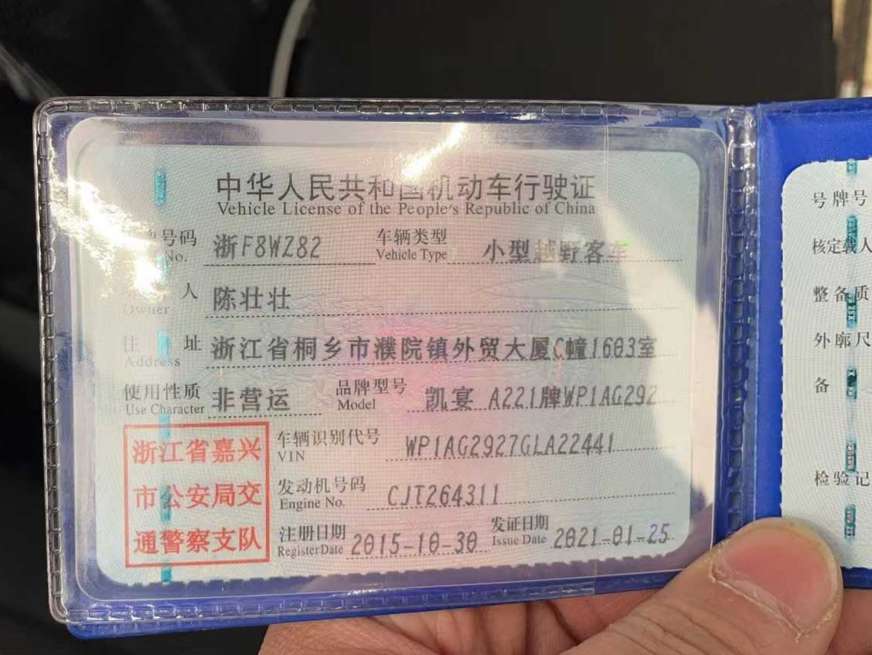 中华人民共和国机动车行驶证
Vehicle License of the People's Republic of China
号码 浙F8WZ82 车辆类型 小型越野客车
No. Vehicle Type
人 陈壮壮
Owner
住址 浙江省桐乡市濮院镇外贸大厦C幢1603室
Address
使用性质 非营运 品牌型号 凯宴 A221牌WP1AG292
Use Character Model
浙江省嘉兴
市公安局交
通警察支队
车辆识别代号 WP1AG2927GLA22441
VIN
发动机号码 CJT264311
Engine No.
注册日期 2015-10-30 发证日期 2021-01-25
Register Date Issue Date
号牌号
核定载人
整备质
外廓尺
备
检验记